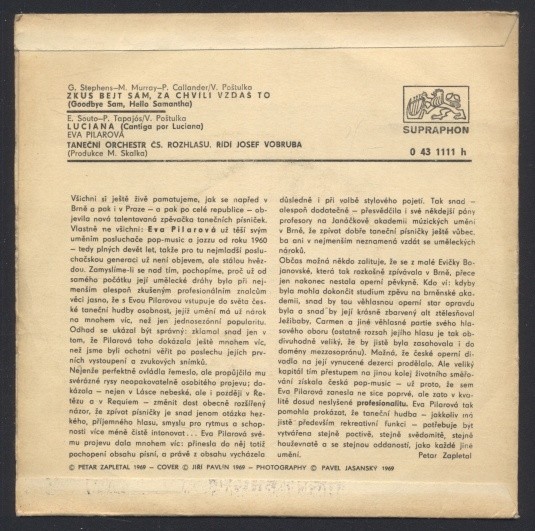 G. Stephens–M. Murray–P. Callander/V. Poštulka
ZKUS BEJT SÁM, ZA CHVÍLI VZDÁŠ TO
(Goodbye Sam, Hello Samantha)
E. Souto–P. Tapajós/V. Poštulka
LUCIANA (Cantiga por Luciana)
EVA PILAROVÁ
TANEČNÍ ORCHESTR ČS. ROZHLASU, ŘÍDÍ JOSEF VOBRUBA
(Produkce M. Skalka)
SUPRAPHON
0 43 1111 h
Všichni si ještě živě pamatujeme, jak se napřed v
Brně a pak i v Praze – a pak po celé republice – ob-
jevila nová talentovaná zpěvačka tanečních písniček.
Vlastně ne všichni: Eva Pilarová už těší svým
uměním posluchače pop-music a jazzu od roku 1960
– tedy plných devět let, takže pro tu nejmladší poslu-
chačskou generaci už není objevem, ale stálou hvěz-
dou. Zamyslíme-li se nad tím, pochopíme, proč už od
samého počátku její umělecké dráhy bylo při nej-
menším alespoň zkušeným profesionálním znalcům
věci jasno, že s Evou Pilarovou vstupuje do světa čes-
ké taneční hudby osobnost, jejíž umění má už nárok
na mnohem víc, než jen jednosezónní popularitu.
Odhad se ukázal být správný: zklamal snad jen v
tom, že Pilarová toho dokázala ještě mnohem víc,
než jsme byli ochotni věřit po poslechu jejích prv-
ních vystoupení a zvukových snímků.
Nejenže perfektně ovládla řemeslo, ale propůjčila mu
svérázné rysy neopakovatelně osobitého projevu; do-
kázala – nejen v Lásce nebeské, ale i později v Re-
tězu a v Requiem – změnit dost obecně rozšířený
názor, že zpívat písničky je snad jenom otázka hez-
kého, příjemného hlasu, smyslu pro rytmus a schop-
nosti více méně čistě intonovat... Eva Pilarová své-
mu projevu dala mnohem víc: přinesla do něj totiž
pochopení obsahu písní, a právě z obsahu vycházela
důsledně i při volbě stylového pojetí. Tak snad –
alespoň dodatečně – přesvědčila i své někdejší pány
profesory na Janáčkově akademii múzických umění
v Brně, že zpívat dobře taneční písničky ještě vůbec,
ba ani v nejmenším neznamená vzdát se uměleckých
nároků.
Občas možná někdo zalituje, že se z malé Evičky Bo-
janovské, která tak rozkošně zpívávala v Brně, přece
jen nakonec nestala operní pěvkyně. Kdo ví: kdyby
byla mohla dokončit studium zpěvu na brněnské aka-
demii, snad by tou věhlasnou operní star opravdu
byla a snad by její krásně zbarvený alt ztělesňoval
Ježibaby, Carmen a jiné věhlasné partie svého hla-
sového oboru (ostatně rozsah jejího hlasu je tak ob-
divuhodně veliký, že by jistě byla zasahovala i do
domény mezzosopránu). Možné, že české operní di-
vadlo na její vynucené dezerci prodělalo. Ale veliký
kapitál tím přestupem na jinou kolej životního směřo-
vání získala česká pop-music – už proto, že sem
Eva Pilarová zanesla ne sice poprvé, ale zato v kva-
litě dosud neslyšené profesionalitu. Eva Pilarová tak
pomohla prokázat, že taneční hudba – jakkoliv má
jistě především rekreativní funkci – potřebuje být
vytvářena stejně poctivě, stejně svědomitě, stejně
houževnatě a se stejnou oddaností, jako každé jiné
umění. Petar Zapletal
© PETAR ZAPLETAL 1969 – COVER © JIŘÍ PAVLÍN 1969 – PHOTOGRAPHY © PAVEL JASANSKÝ 1969